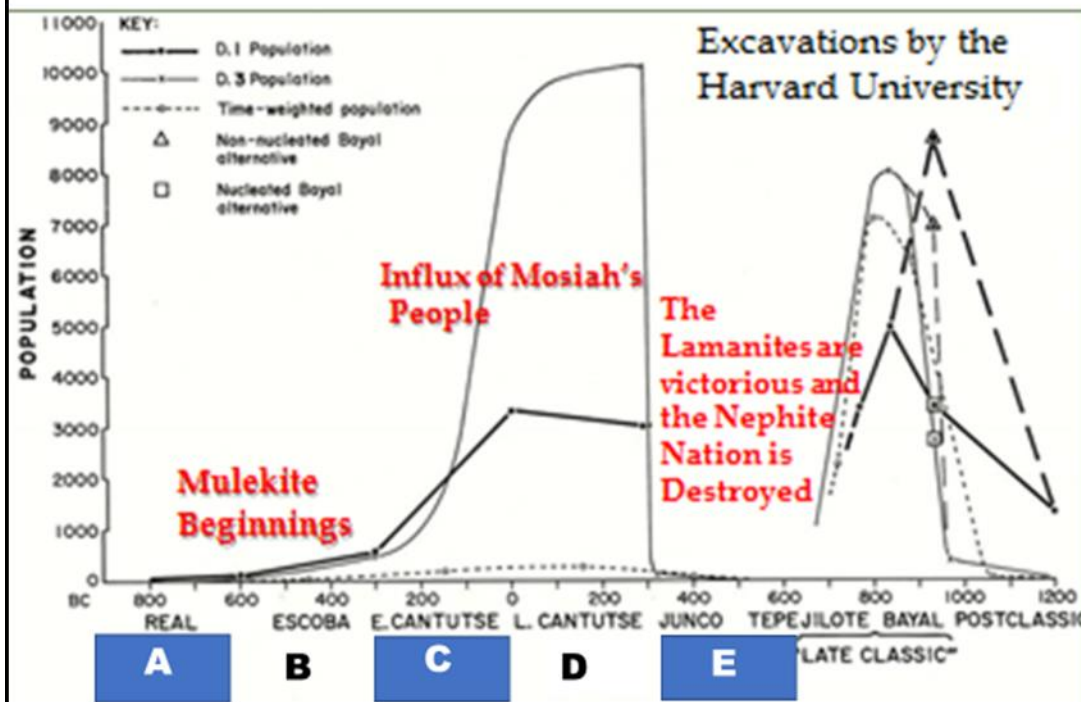 11000
KEY:
D.1 Population
D.3 Population
Time-weighted population
Non-nucleated Bayal
alternative
Nucleated Bayal
alternative
Excavations by the
Harvard University
10000
9000
8000
7000
6000
5000
4000
3000
2000
1000
0
POPULATION
Influx of Mosiah's
People
The
Lamanites are
victorious and
the Nephite
Nation is
Destroyed
Mulekite
Beginnings
BC 800 600 400 300 0 200 400 600 800 1000 1200
REAL ESCOBA E.CANTUTSE L. CANTUTSE JUNCO TEPEJILOTE BAYAL POSTCLASSIC
"LATE CLASSIC"
A B C D E